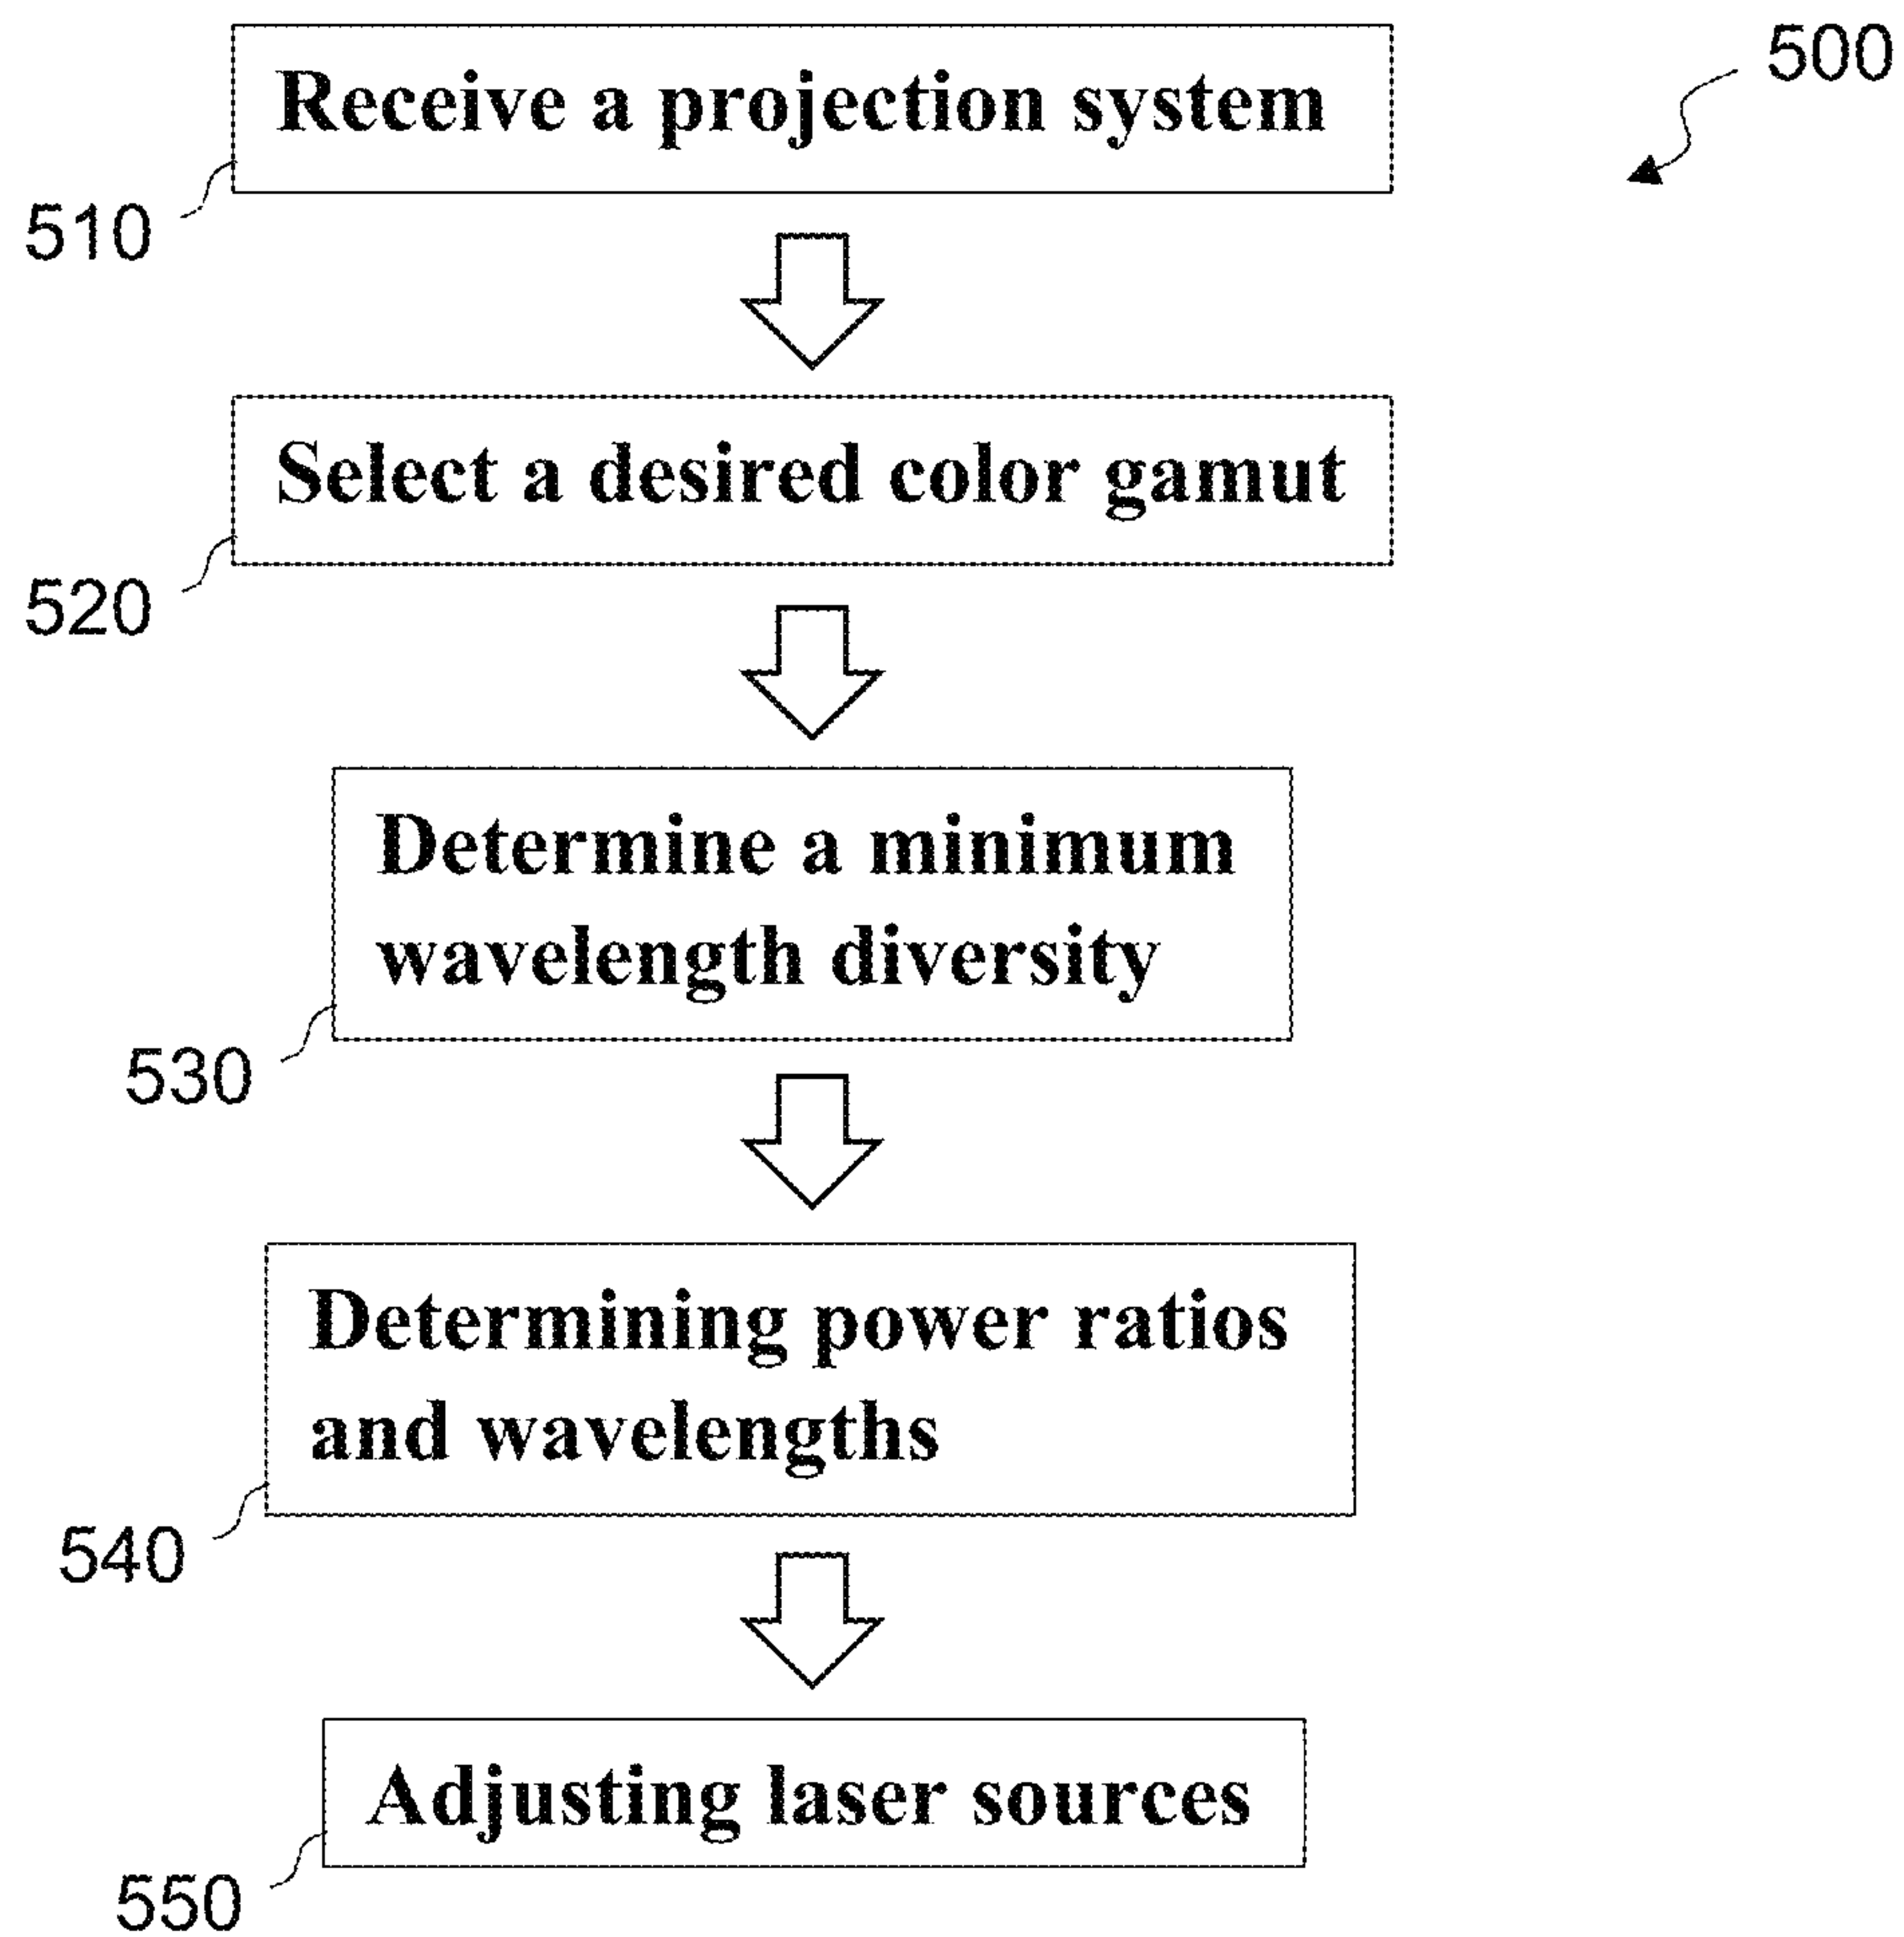 500
Receive a projection system
510
Select a desired color gamut
520
Determine a minimum
wavelength diversity
530
Determining power ratios
and wavelengths
540
Adjusting laser sources
550